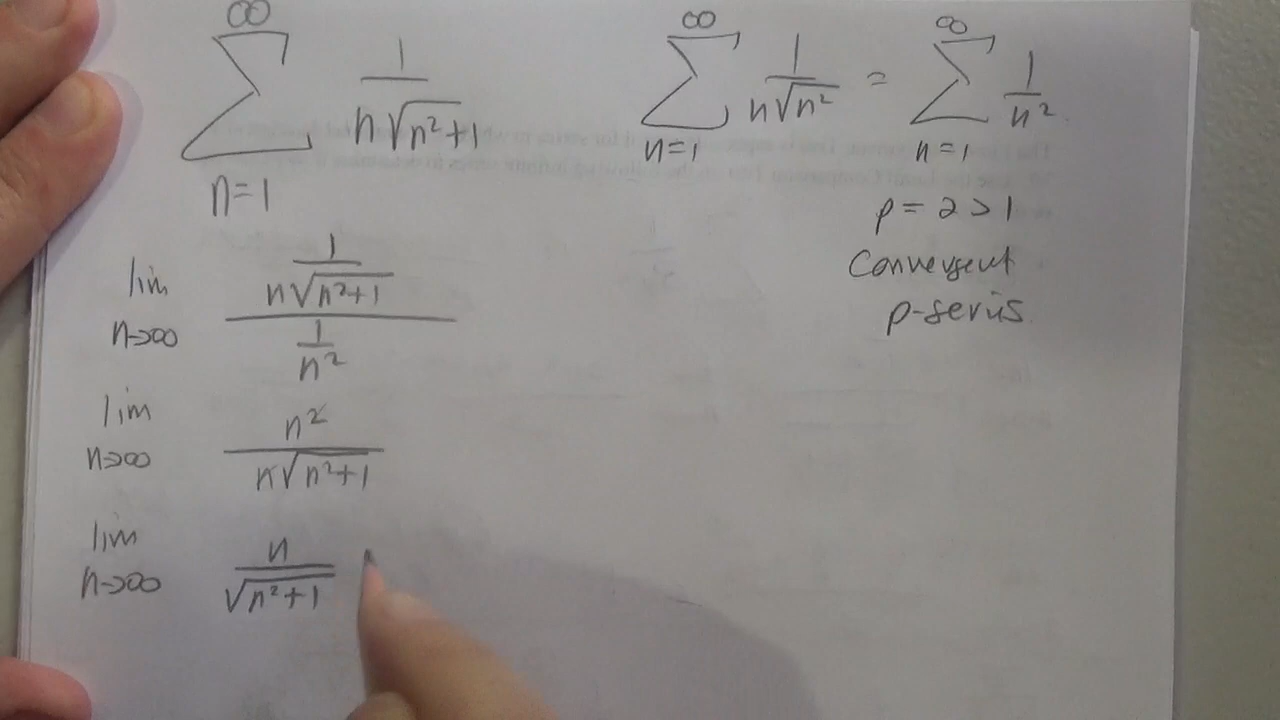 ∞
∑ 1/(n√(n²+1))
n=1
∞ ∞
∑ 1/(n√n²) = ∑ 1/n²
n=1 n=1
p = 2 > 1
Convergent
p-series
lim n→∞ (1/(n√(n²+1)))/(1/n²)
lim n→∞ n²/(n√(n²+1))
lim n→∞ n/√(n²+1)